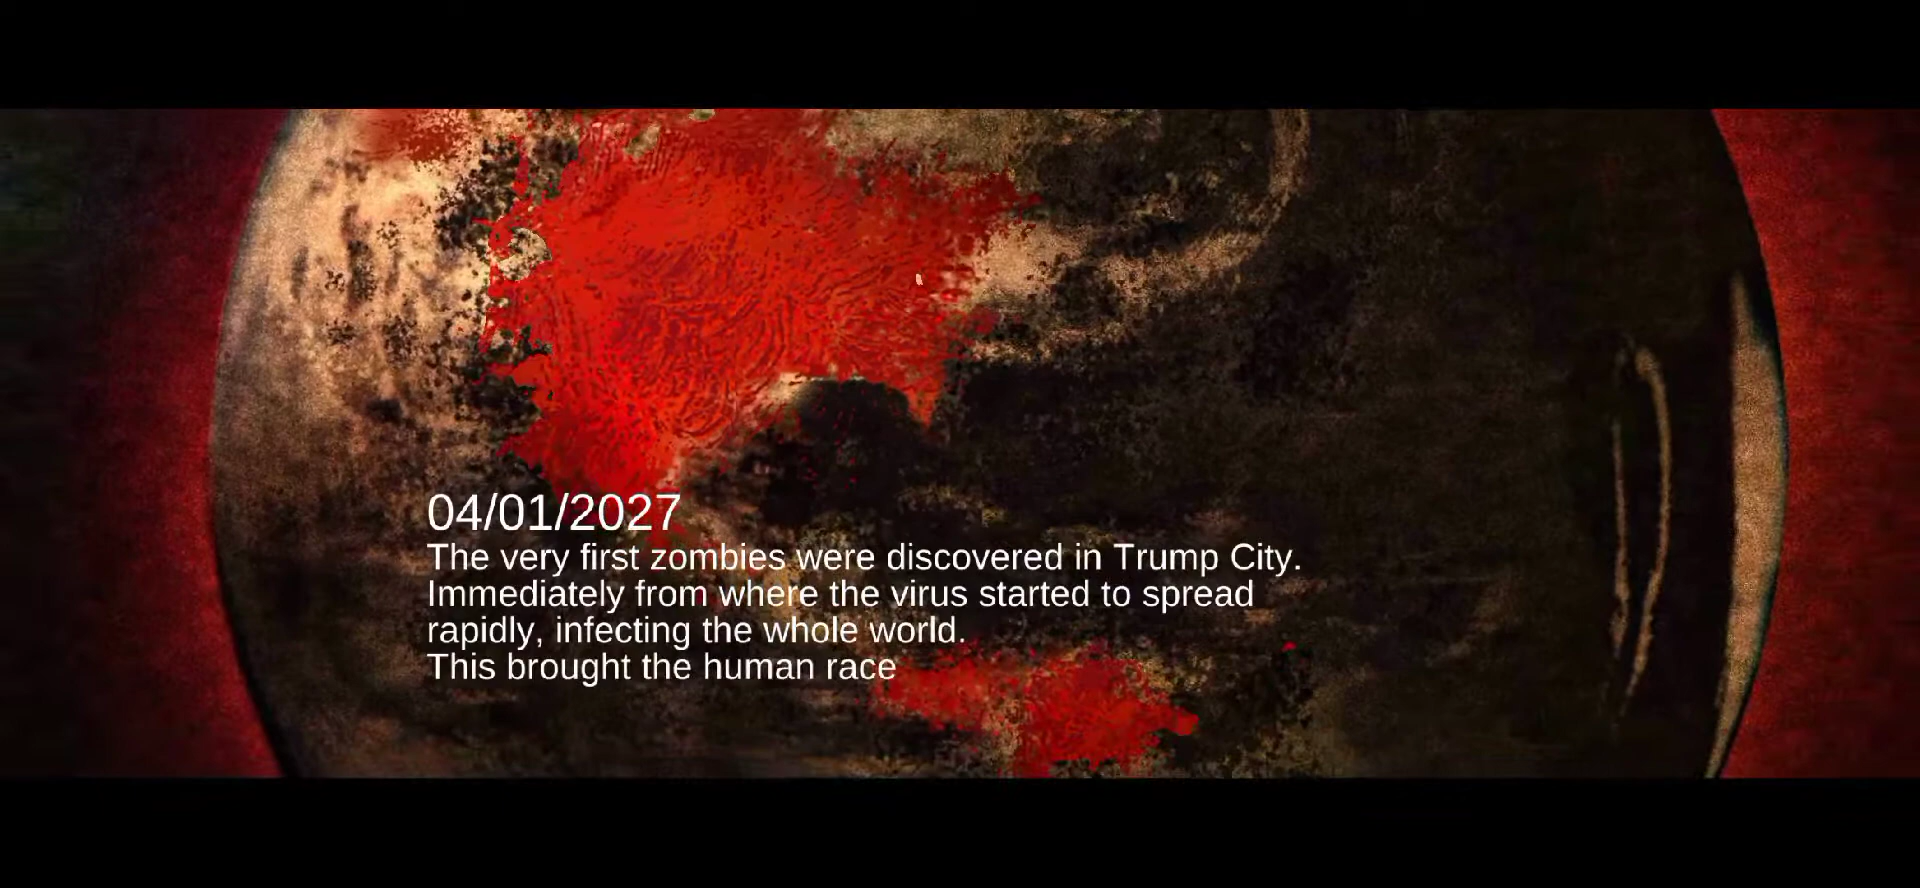 04/01/2027
The very first zombies were discovered in Trump City.
Immediately from where the virus started to spread
rapidly, infecting the whole world.
This brought the human race